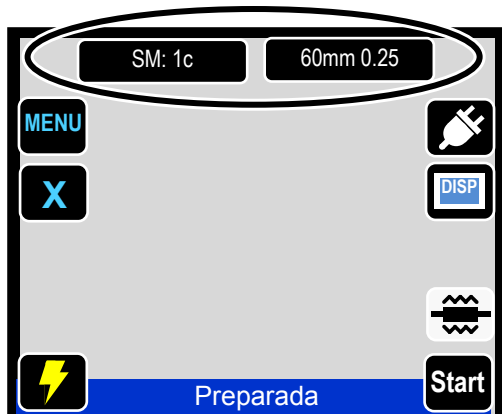 SM: 1c
60mm 0.25
MENU
X
DISP
Start
Preparada